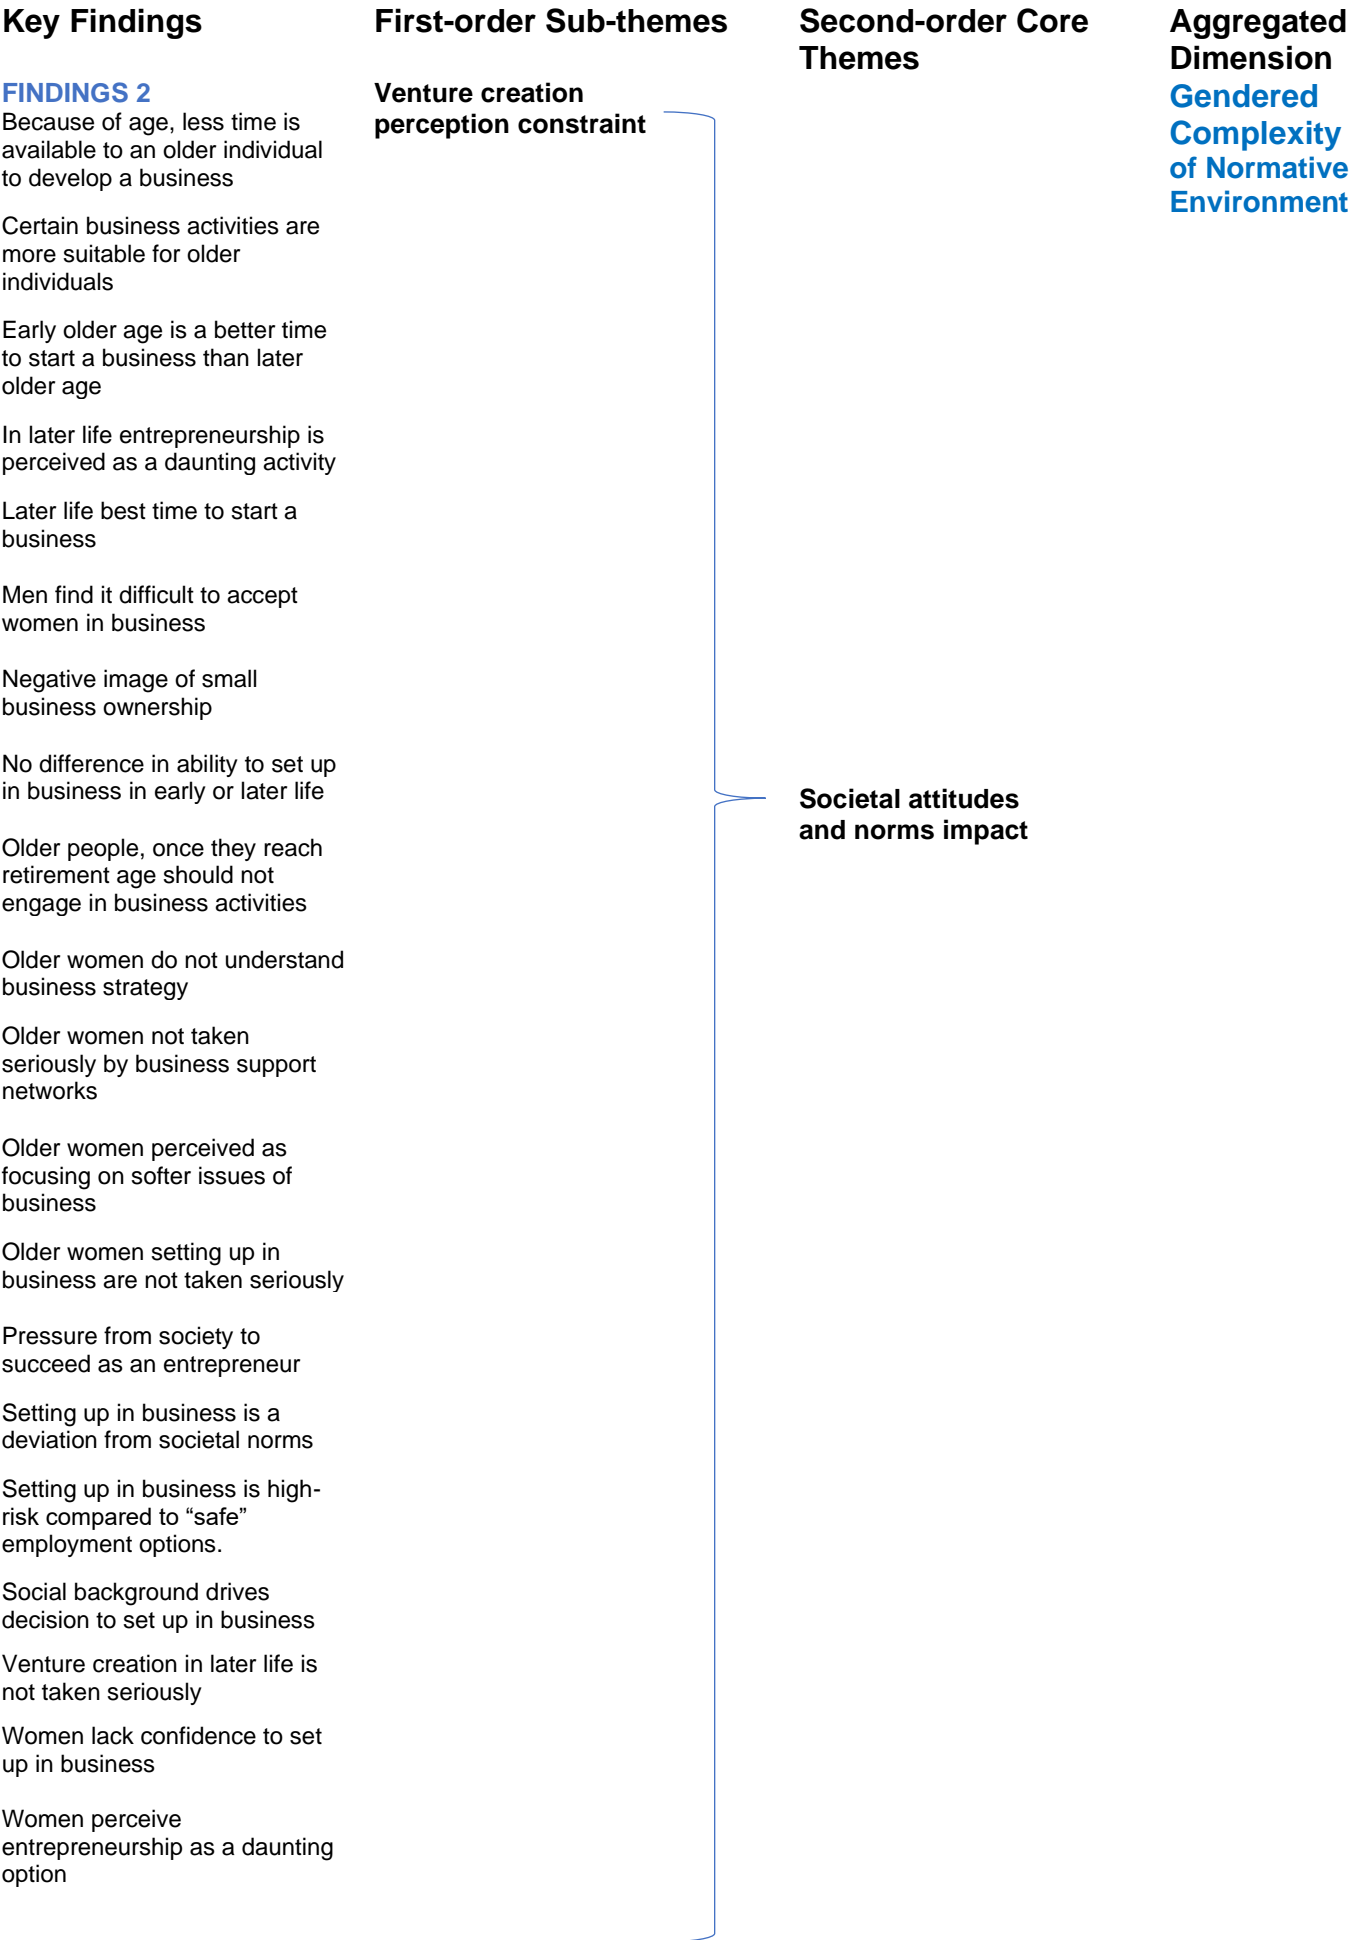 Key Findings
First-order Sub-themes
Second-order Core
Themes
Aggregated
Dimension
FINDINGS 2
Because of age, less time is
available to an older individual
to develop a business
Certain business activities are
more suitable for older
individuals
Early older age is a better time
to start a business than later
older age
In later life entrepreneurship is
perceived as a daunting activity
Later life best time to start a
business
Men find it difficult to accept
women in business
Negative image of small
business ownership
No difference in ability to set up
in business in early or later life
Older people, once they reach
retirement age should not
engage in business activities
Older women do not understand
business strategy
Older women not taken
seriously by business support
networks
Older women perceived as
focusing on softer issues of
business
Older women setting up in
business are not taken seriously
Pressure from society to
succeed as an entrepreneur
Setting up in business is a
deviation from societal norms
Setting up in business is high-
risk compared to “safe”
employment options.
Social background drives
decision to set up in business
Venture creation in later life is
not taken seriously
Women lack confidence to set
up in business
Women perceive
entrepreneurship as a daunting
option
Venture creation
perception constraint
Societal attitudes
and norms impact
Gendered
Complexity
of Normative
Environment